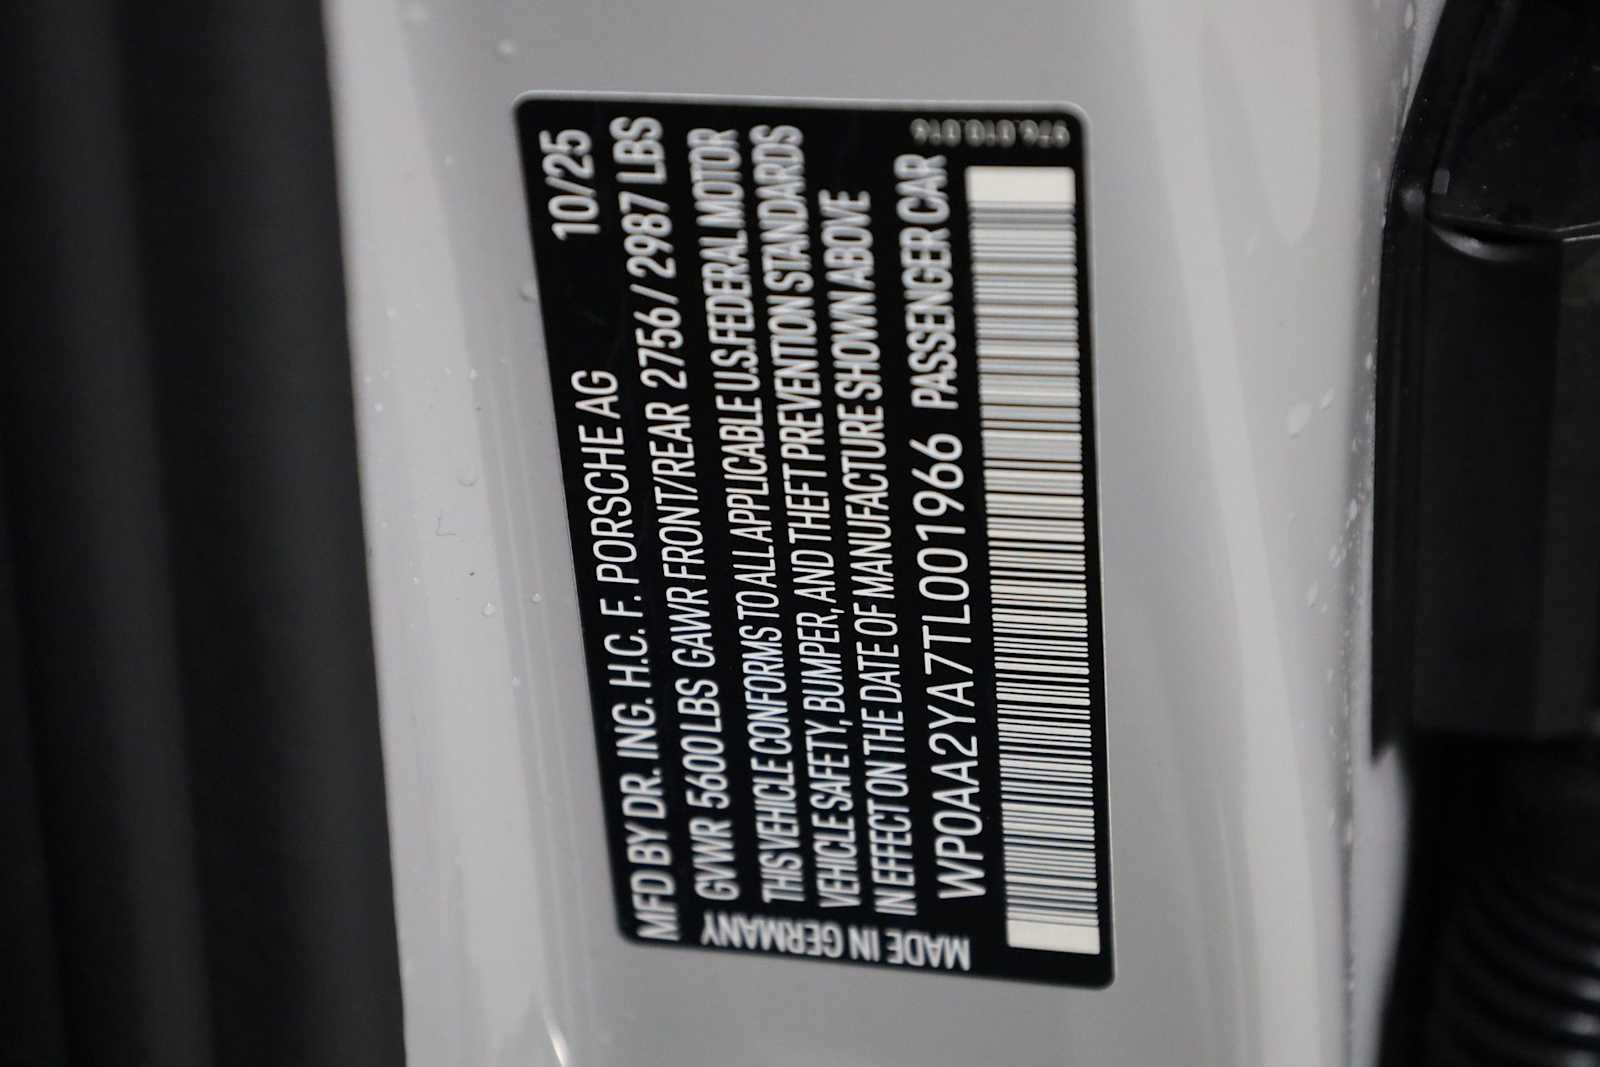 MFD BY DR. ING. H.C. F. PORSCHE AG 10/25
GVWR 5600LBS GAWR FRONT/REAR 2756/2987 LBS
THIS VEHICLE CONFORMS TO ALL APPLICABLE U.S. FEDERAL MOTOR
VEHICLE SAFETY, BUMPER, AND THEFT PREVENTION STANDARDS
IN EFFECT ON THE DATE OF MANUFACTURE SHOWN ABOVE
WP0AA2YA7TL001966 PASSENGER CAR
MADE IN GERMANY